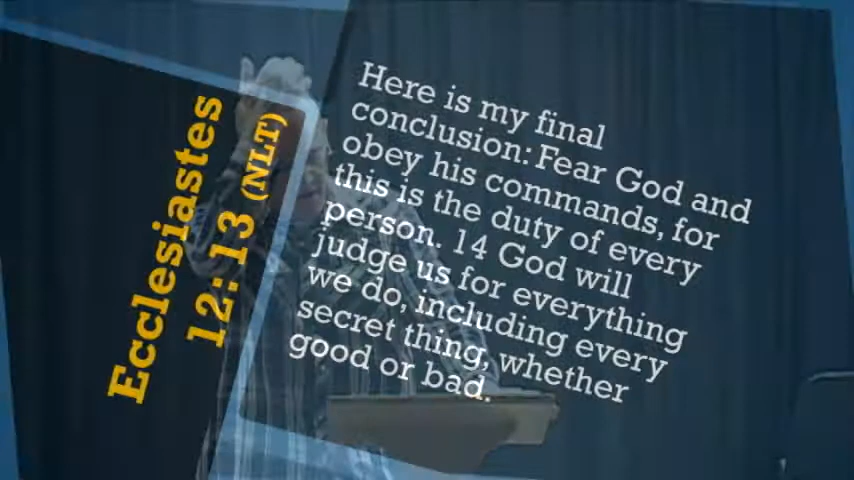 Ecclesiastes
12:13 (NLT)
Here is my final
conclusion: Fear God and
obey his commands, for
this is the duty of every
person. 14 God will
judge us for everything
we do, including every
secret thing, whether
good or bad.